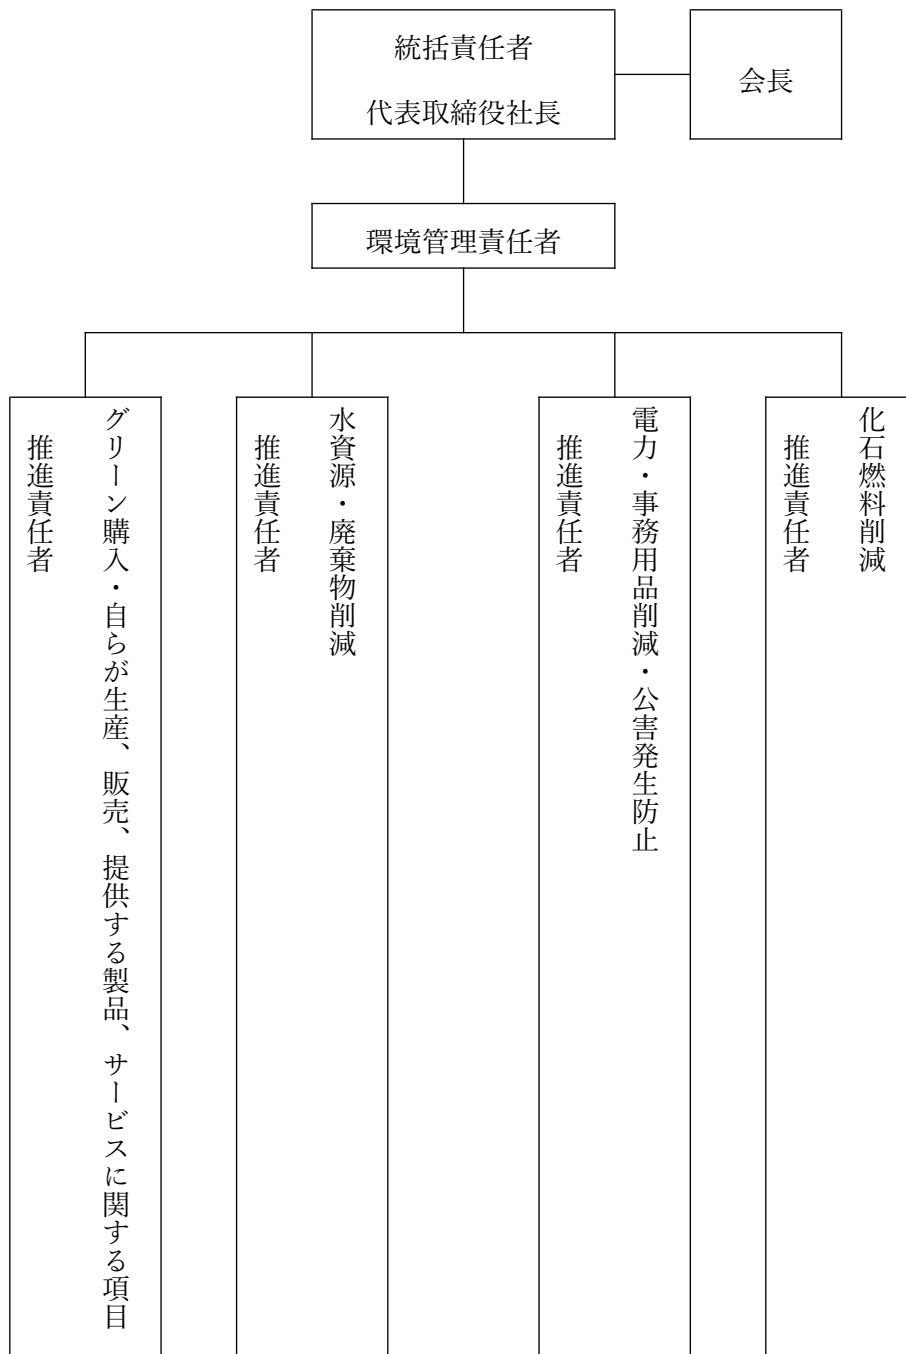 統括責任者
代表取締役社長
会長
環境管理責任者
化石燃料削減
推進責任者
電力・事務用品削減・公害発生防止
推進責任者
水資源・廃棄物削減
推進責任者
グリーン購入・自らが生産、販売、提供する製品、サービスに関する項目
推進責任者